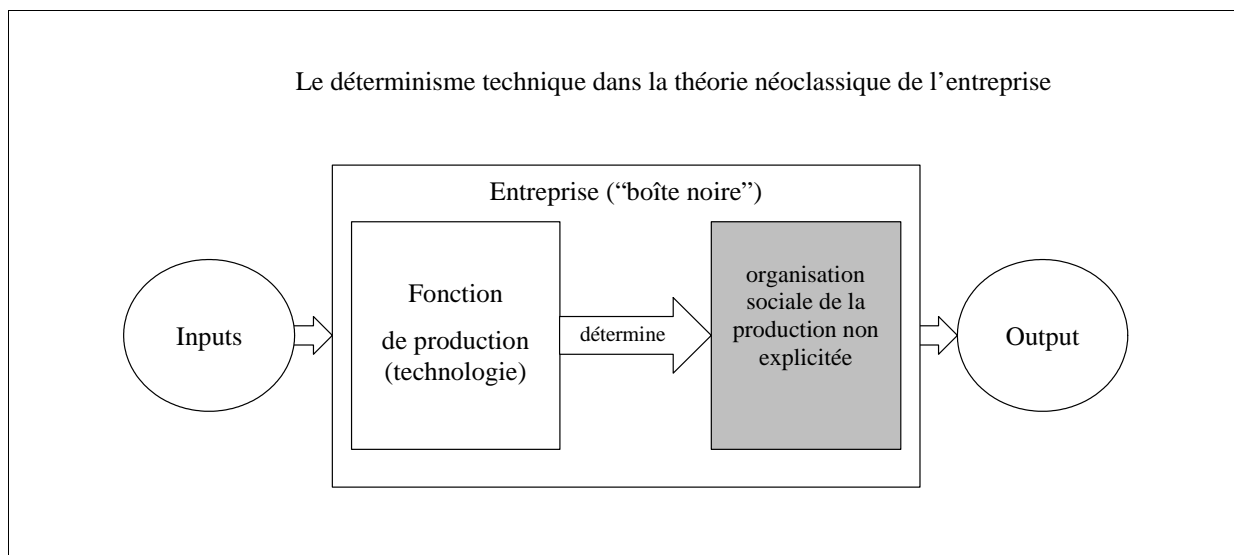 Le déterminisme technique dans la théorie néoclassique de l’entreprise
Entreprise (“boîte noire”)
Inputs
Fonction
de production
(technologie)
détermine
organisation
sociale de la
production non
explicitée
Output